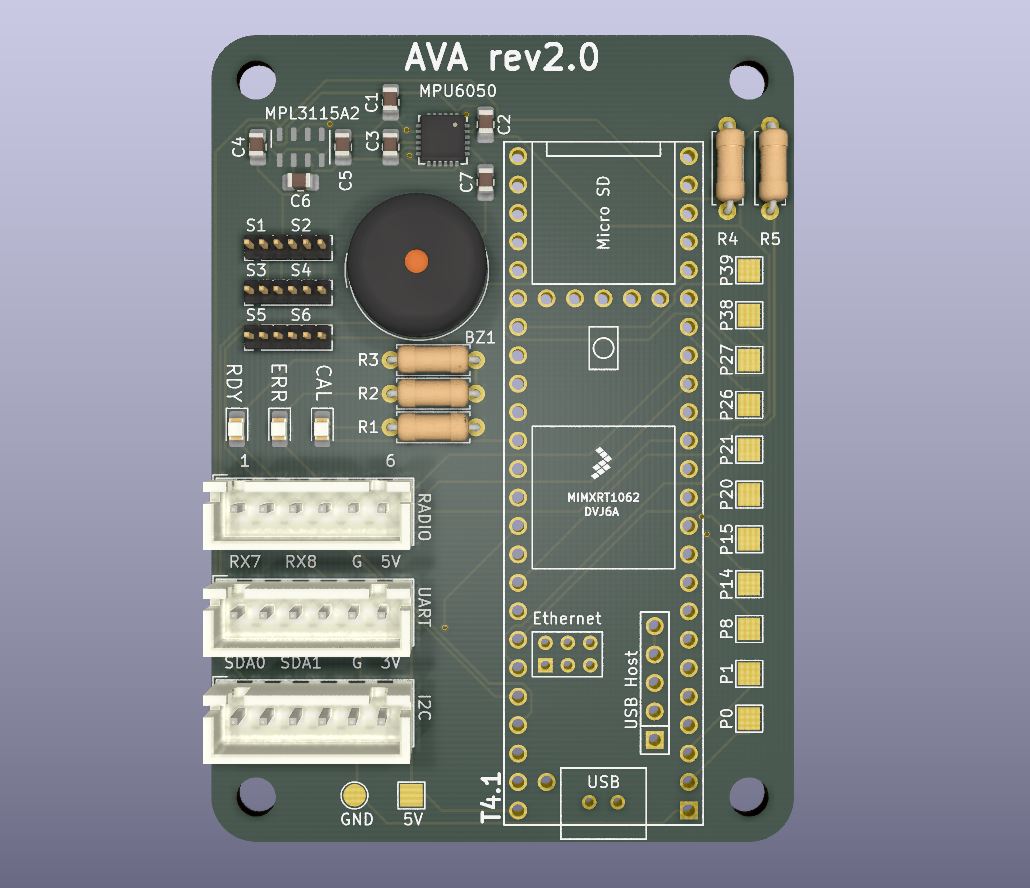 AVA rev2.0
MPU6050
MPL3115A2
C1
C2
C3
C4
C5
C6
C7
S1 S2
S3 S4
S5 S6
BZ1
R3
R2
R1
RDY
ERR
CAL
1 6
RADIO
RX7 RX8 G 5V
UART
SDA0 SDA1 G 3V
I2C
GND
5V
T4.1
Micro SD
MIMXRT1062
DVJ6A
Ethernet
USB Host
USB
R4 R5
P39
P38
P27
P26
P21
P20
P15
P14
P8
P1
P0